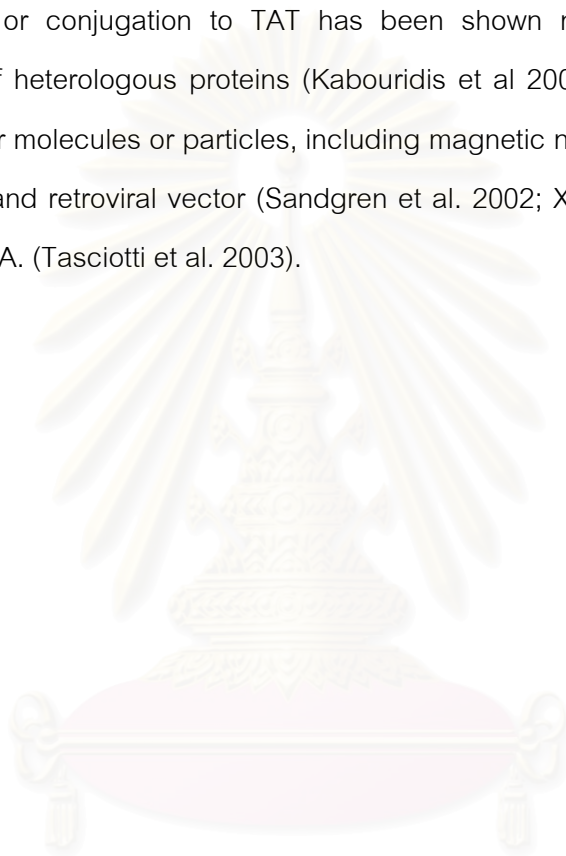 or conjugation to TAT has been shown
heterologous proteins (Kabouridis et al 200
molecules or particles, including magnetic
and retroviral vector (Sandgren et al. 2002;
A. (Tasciotti et al. 2003).